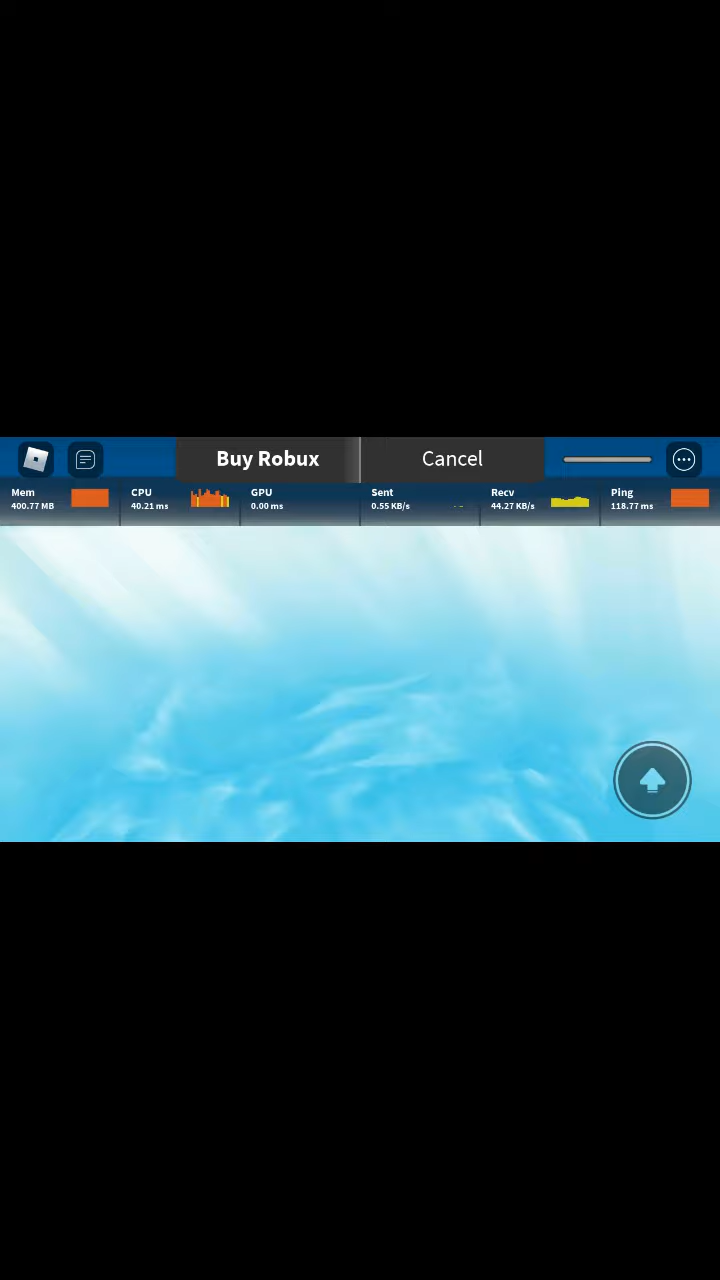 Buy Robux Cancel
Mem CPU GPU Sent Recv Ping
400.77 MB 40.21 ms 0.00 ms 0.55 KB/s 44.27 KB/s 118.77 ms